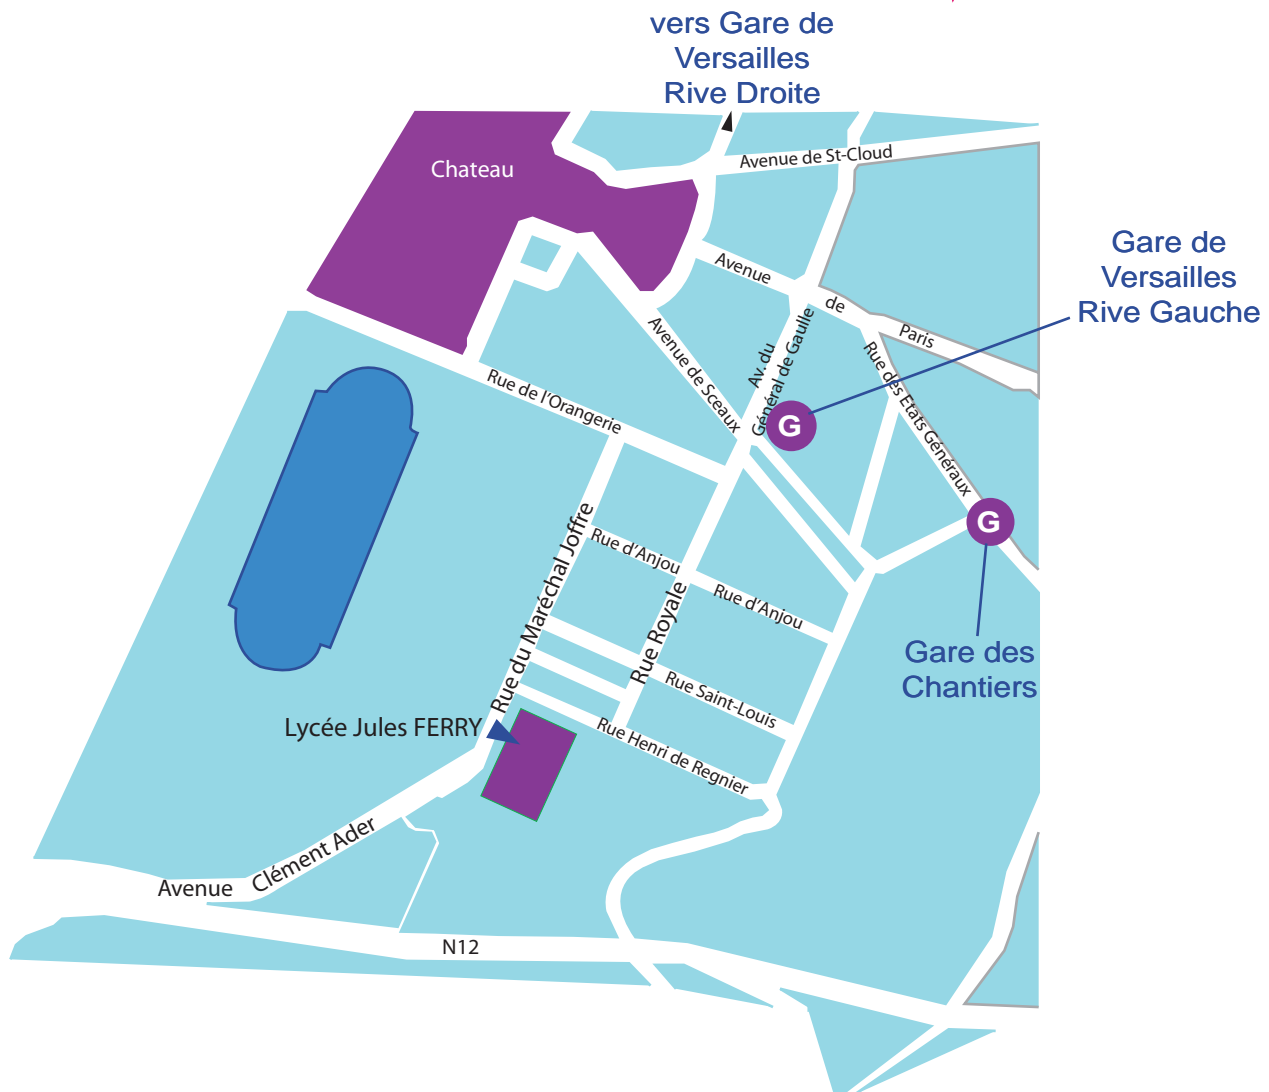 vers Gare de
Versailles
Rive Droite
Chateau
Avenue de St-Cloud
Gare de
Versailles
Rive Gauche
Avenue
de
Paris
Avenue de Sceaux
Av. du
Général de Gaulle
Rue des Etats Généraux
Rue de l'Orangerie
G
G
Rue du Maréchal Joffre
Rue d'Anjou
Rue d'Anjou
Rue Royale
Gare des
Chantiers
Rue Saint-Louis
Lycée Jules FERRY
Rue Henri de Regnier
Avenue
Clément Ader
N12